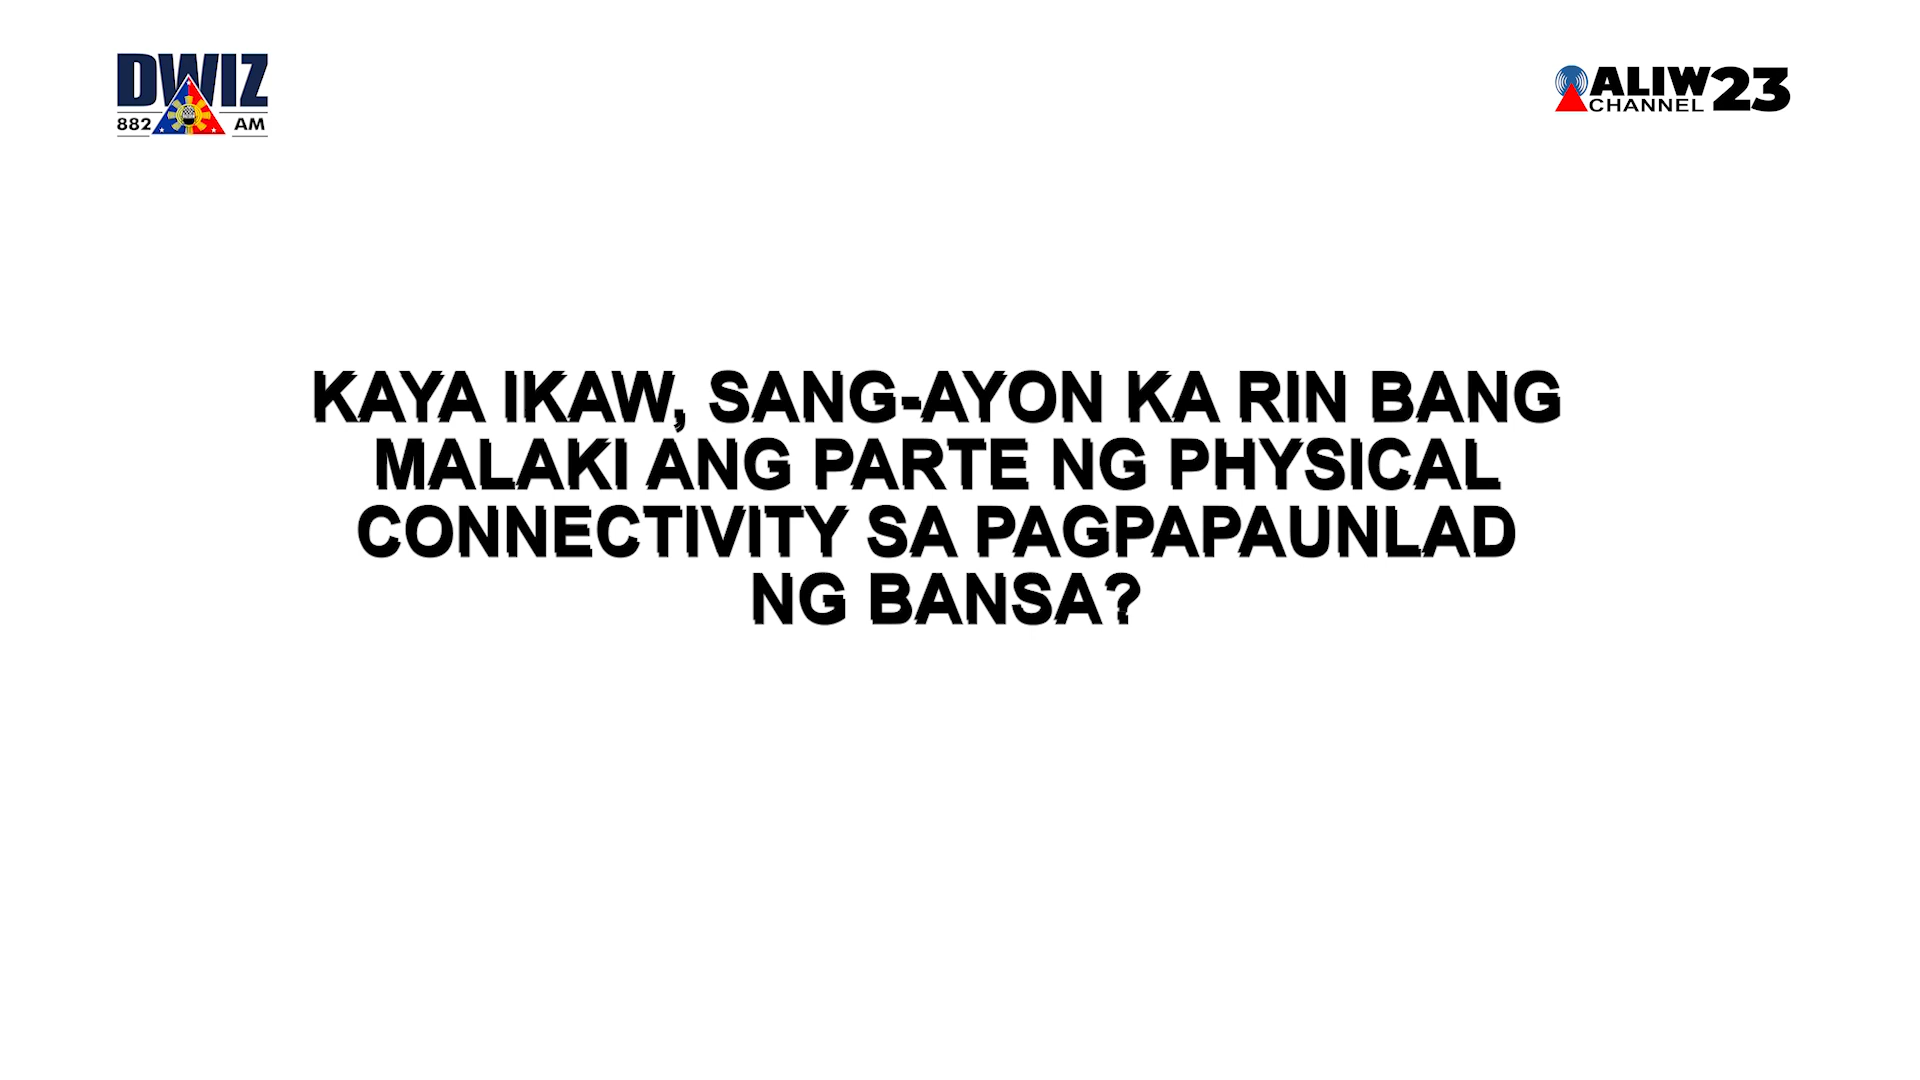 DWIZ
882 AM
ALIW 23
CHANNEL
KAYA IKAW, SANG-AYON KA RIN BANG
MALAKI ANG PARTE NG PHYSICAL
CONNECTIVITY SA PAGPAPAUNLAD
NG BANSA?